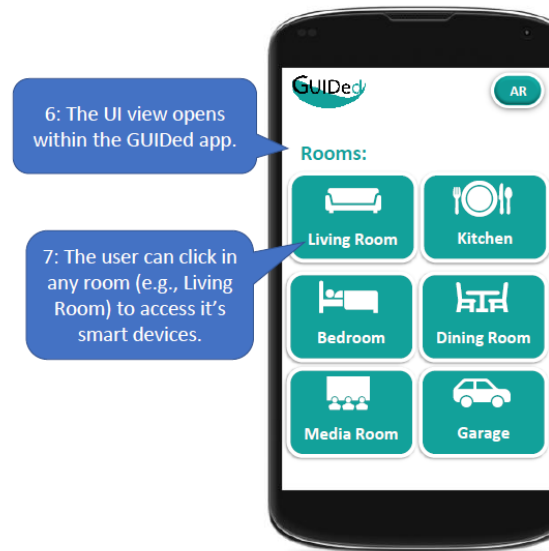 GUIDed
AR
6: The UI view opens
within the GUIDed app.
Rooms:
Living Room
Kitchen
7: The user can click in
any room (e.g., Living
Room) to access it's
smart devices.
Bedroom
Dining Room
Media Room
Garage